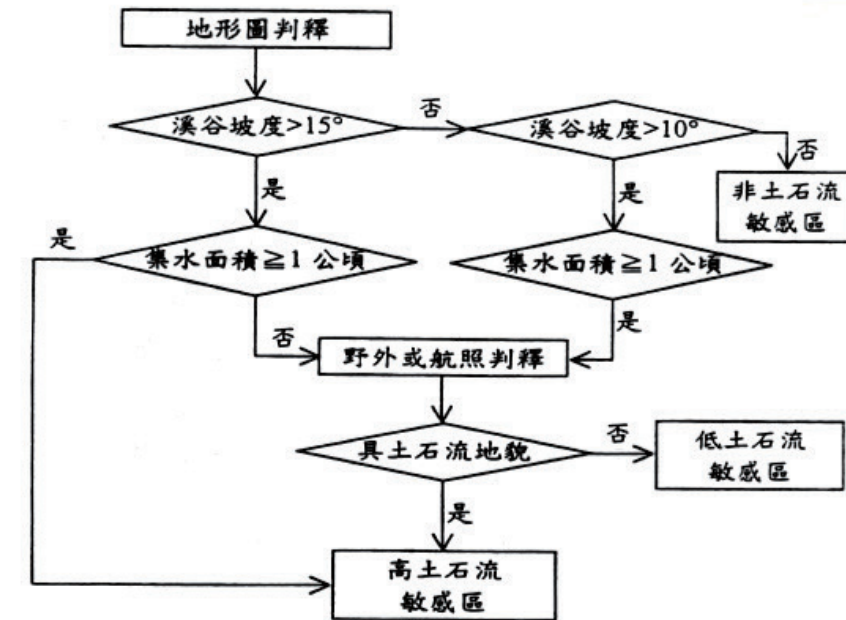 地形圖判釋
溪谷坡度>15°
否
溪谷坡度>10°
否
是
是
非土石流
敏感區
是
集水面積≧1 公頃
集水面積≧1 公頃
否
是
野外或航照判釋
具土石流地貌
否
低土石流
敏感區
是
高土石流
敏感區